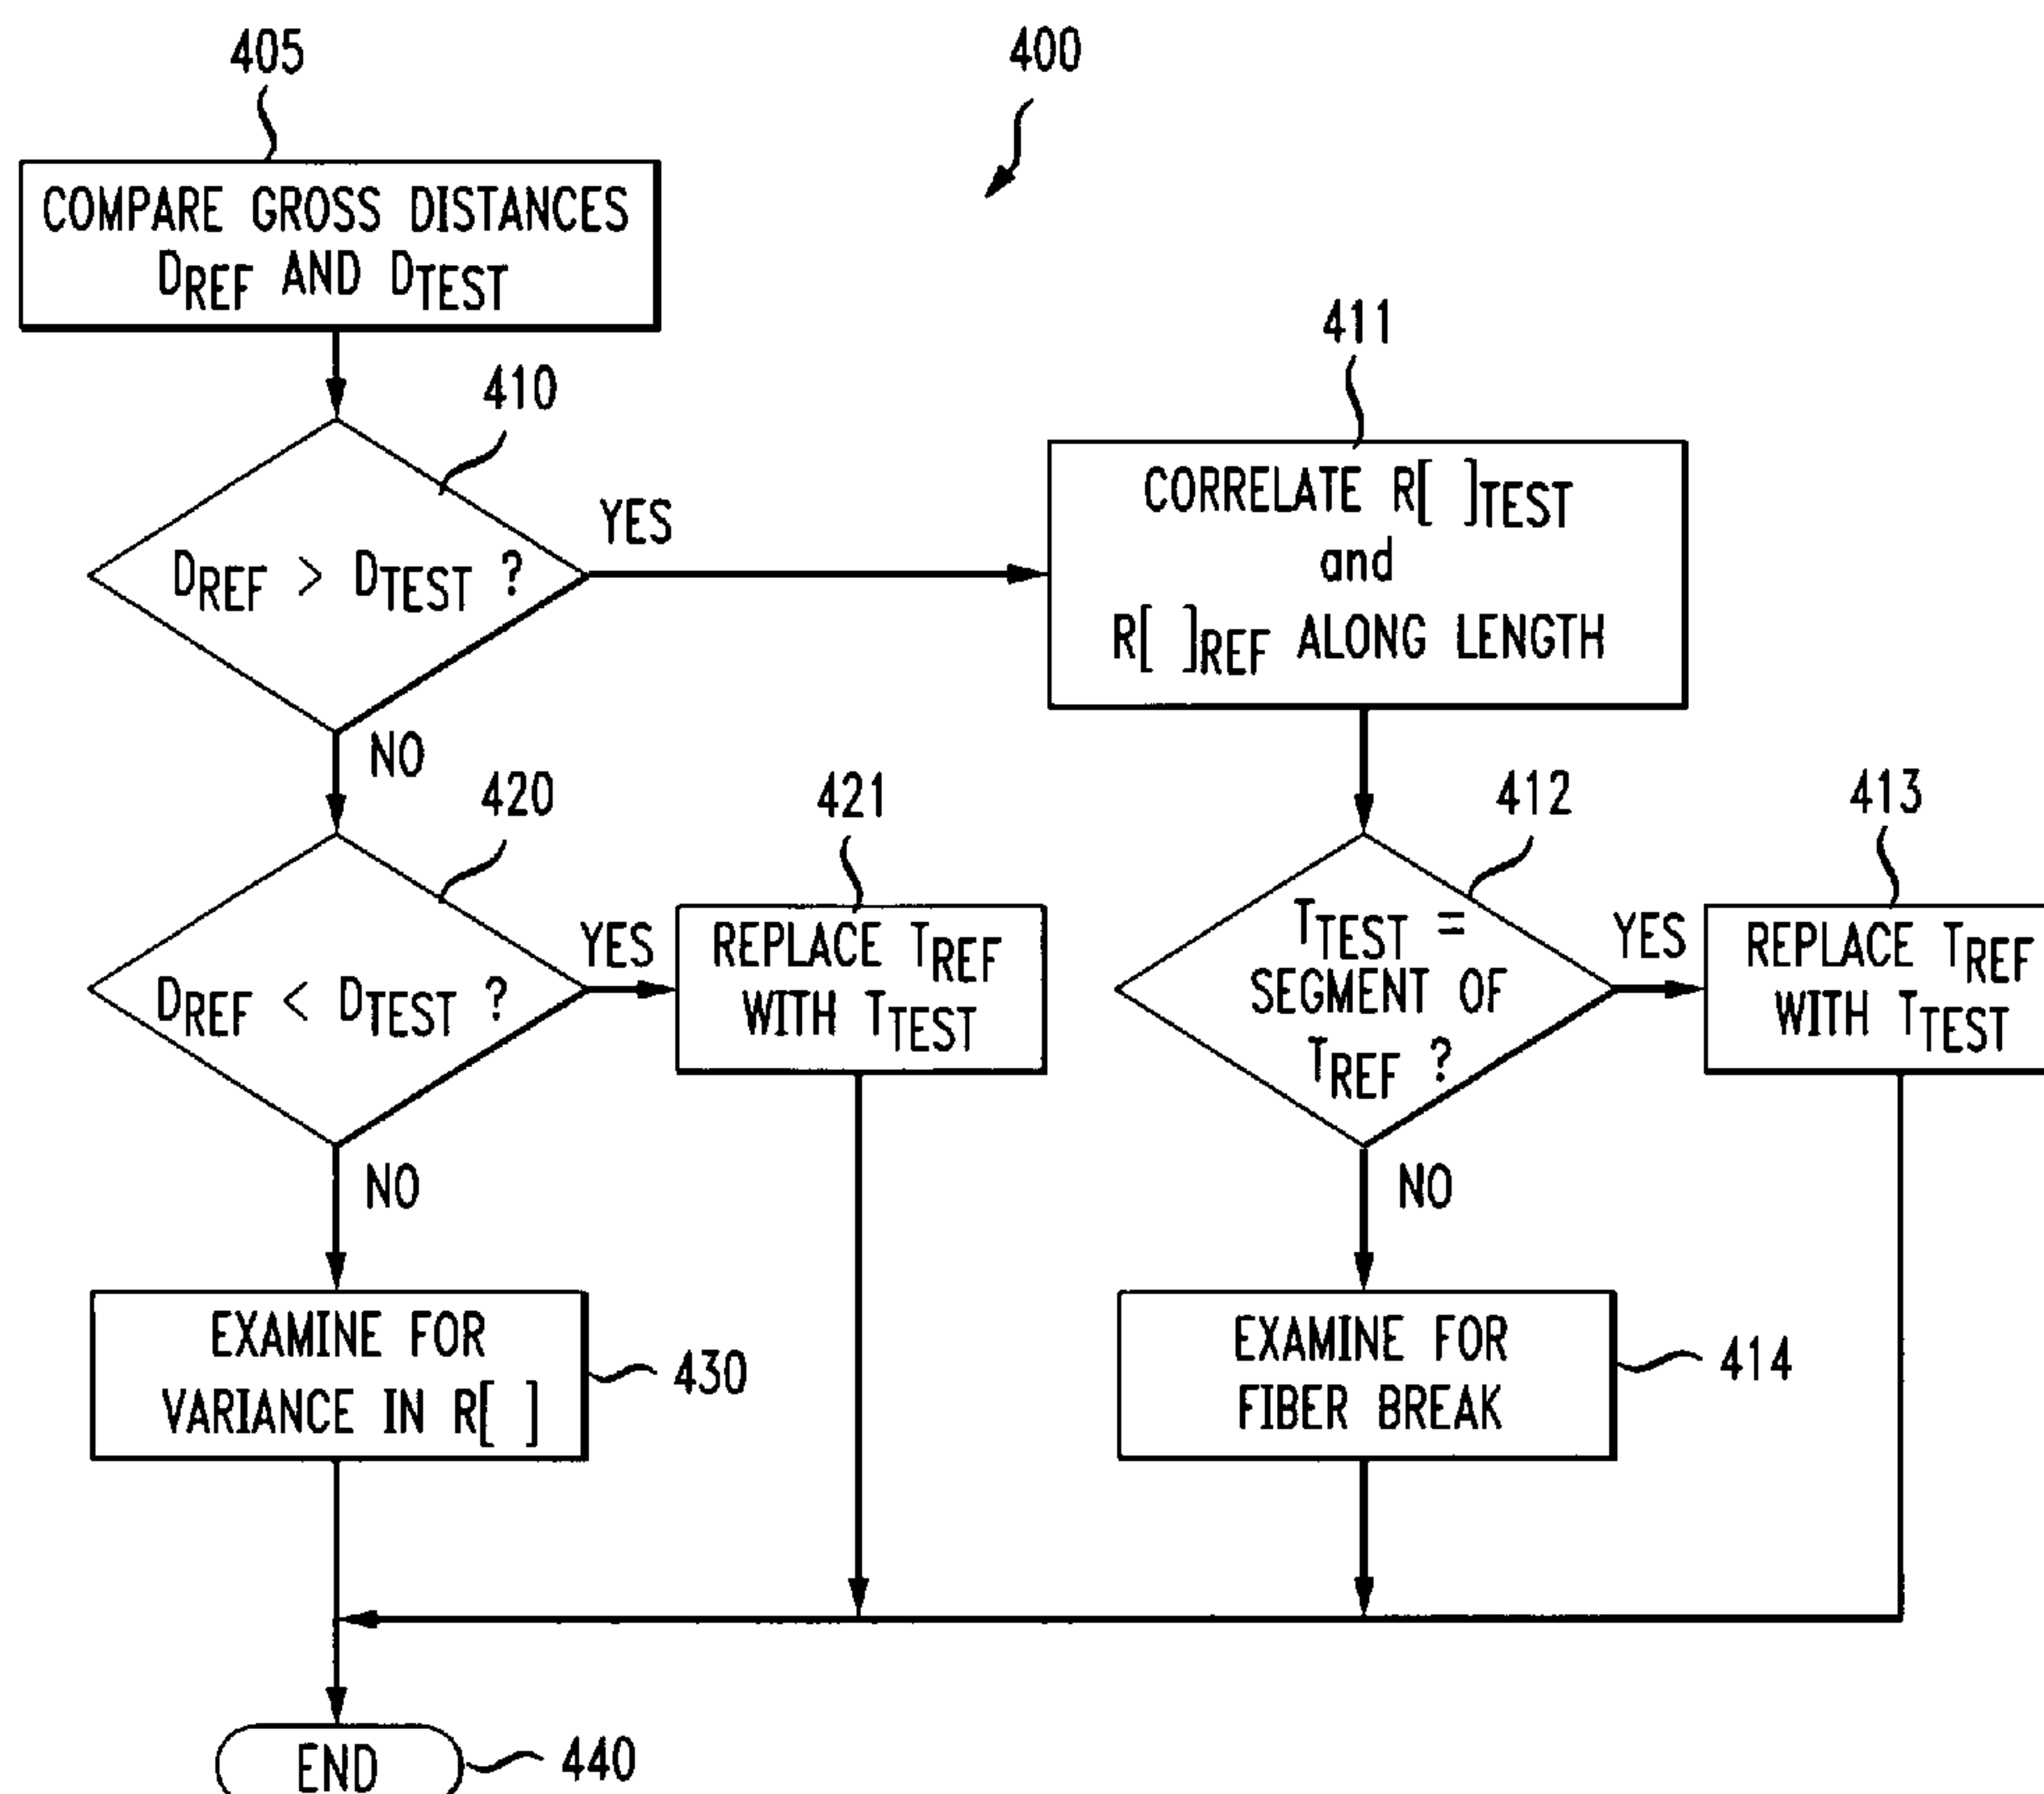 405
400
COMPARE GROSS DISTANCES
DREF AND DTEST
411
410
CORRELATE R[ ]TEST
and
R[ ]REF ALONG LENGTH
YES
DREF > DTEST ?
NO
420
421
412
413
DREF < DTEST ?
YES
REPLACE TREF
WITH TTEST
TTEST =
SEGMENT OF
TREF ?
YES
REPLACE TREF
WITH TTEST
NO
NO
EXAMINE FOR
VARIANCE IN R[ ]
430
EXAMINE FOR
FIBER BREAK
414
END
440